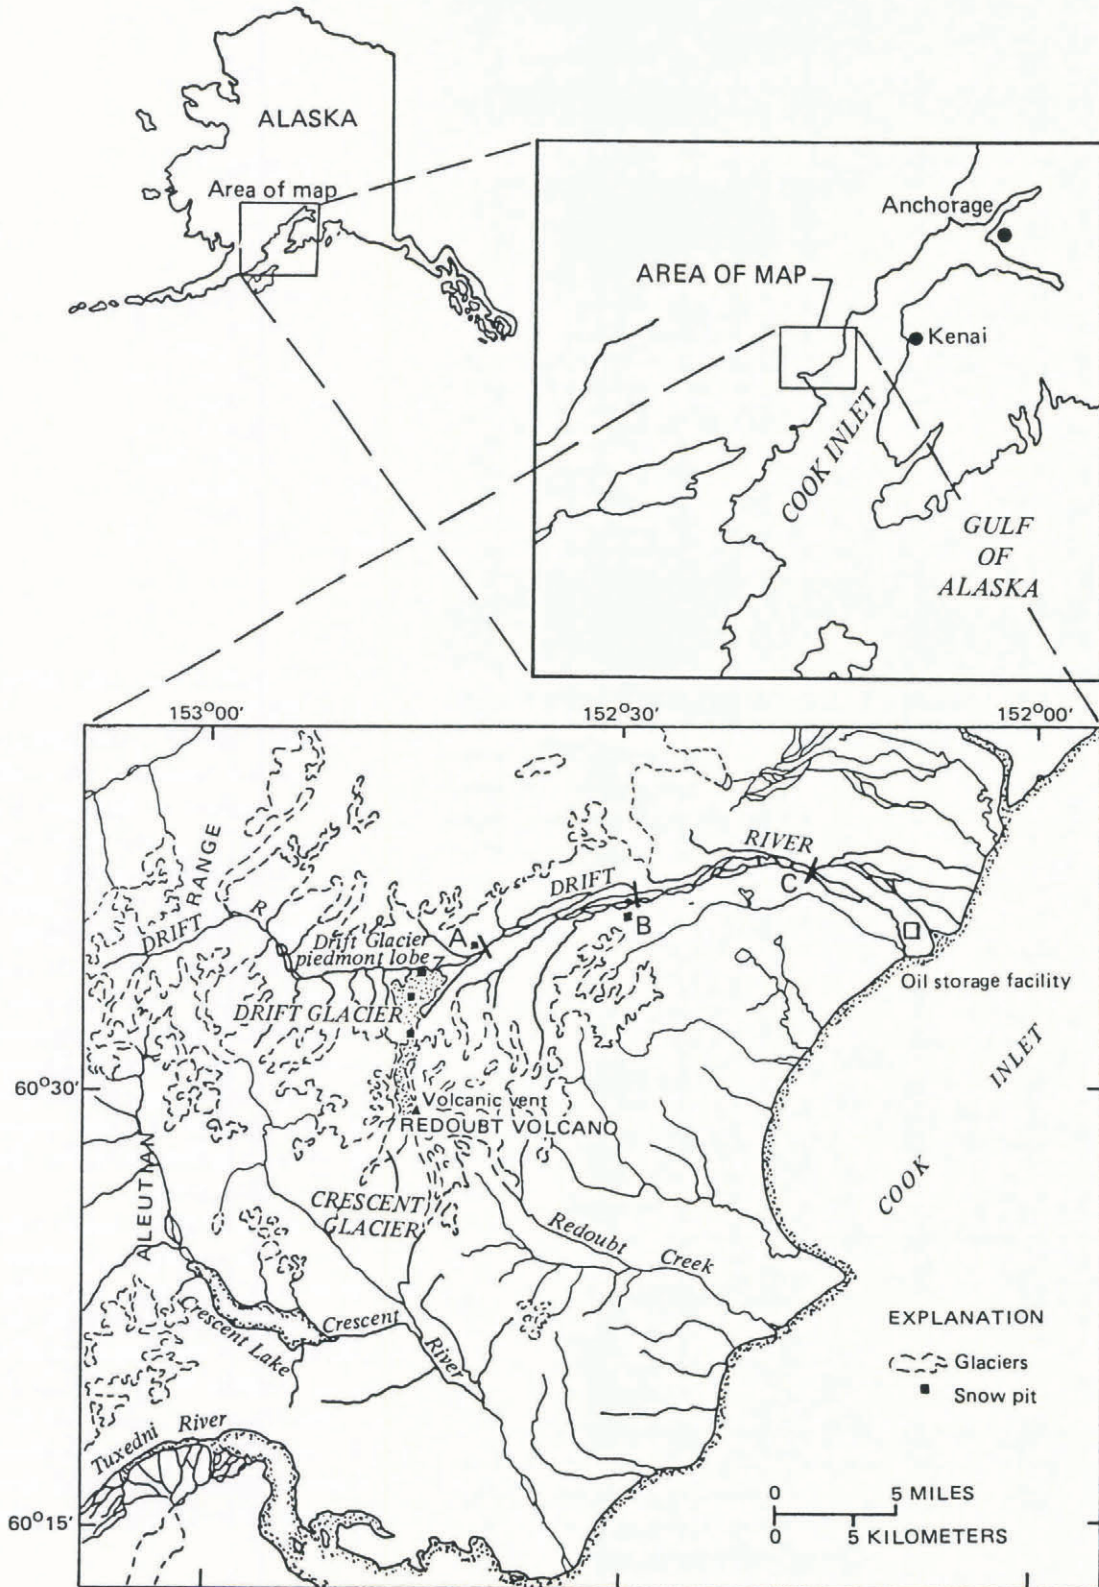 ALASKA
Area of map
Anchorage
AREA OF MAP
Kenai
COOK INLET
GULF
OF
ALASKA
153°00′
152°30′
152°00′
RIVER
DRIFT
C
RANGE
DRIFT R
B
A
Drift Glacier
piedmont lobe
Oil storage facility
DRIFT GLACIER
INLET
60°30′
Volcanic vent
REDOUBT VOLCANO
COOK
ALEUTIAN
CRESCENT
GLACIER
Redoubt
Creek
Crescent Lake
Crescent
River
EXPLANATION
Glaciers
Snow pit
Tuxedni River
60°15′
0 5 MILES
0 5 KILOMETERS